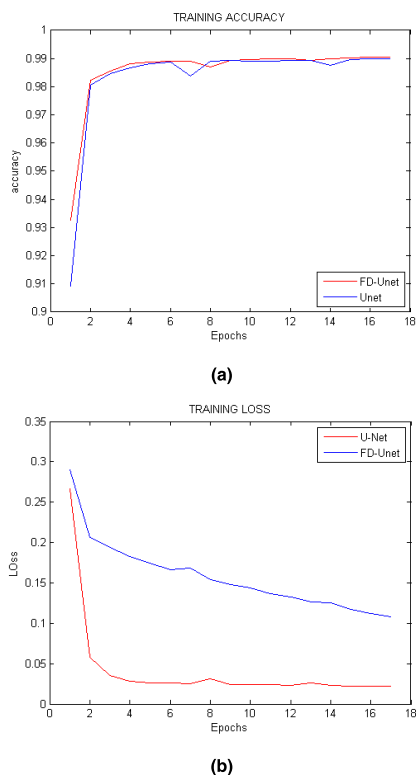 TRAINING ACCURACY
1
0.99
0.98
0.97
0.96
0.95
0.94
0.93
0.92
0.91
0.9
accuracy
FD-Unet
Unet
0 2 4 6 8 10 12 14 16 18
Epochs
(a)
TRAINING LOSS
0.35
0.3
0.25
0.2
0.15
0.1
0.05
0
LOss
U-Net
FD-Unet
0 2 4 6 8 10 12 14 16 18
Epochs
(b)